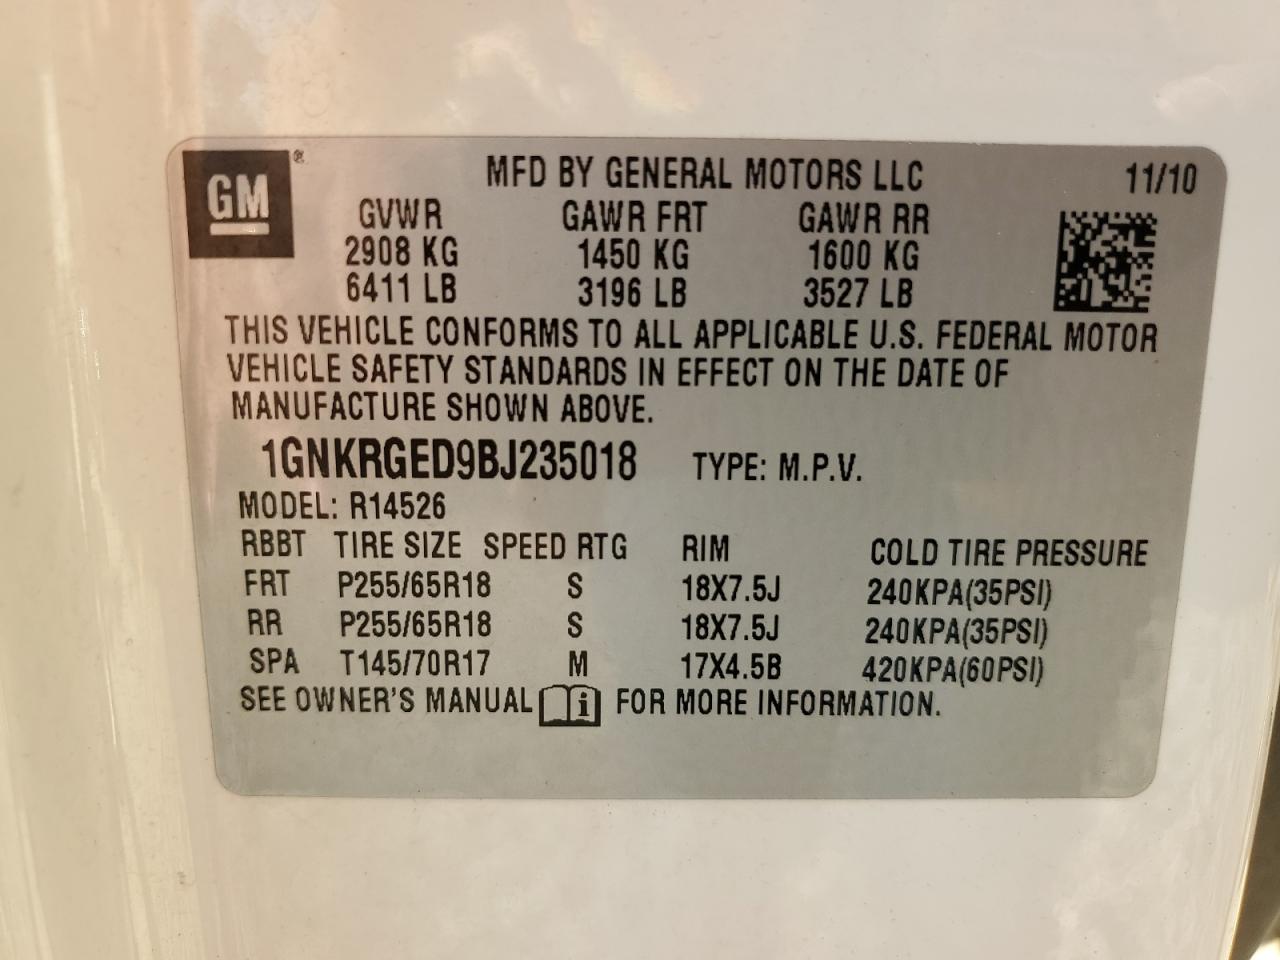 GM ®
MFD BY GENERAL MOTORS LLC 11/10
GVWR GAWR FRT GAWR RR
2908 KG 1450 KG 1600 KG
6411 LB 3196 LB 3527 LB
THIS VEHICLE CONFORMS TO ALL APPLICABLE U.S. FEDERAL MOTOR
VEHICLE SAFETY STANDARDS IN EFFECT ON THE DATE OF
MANUFACTURE SHOWN ABOVE.
1GNKRGED9BJ235018 TYPE: M.P.V.
MODEL: R14526
RBBT TIRE SIZE SPEED RTG RIM COLD TIRE PRESSURE
FRT P255/65R18 S 18X7.5J 240KPA(35PSI)
RR P255/65R18 S 18X7.5J 240KPA(35PSI)
SPA T145/70R17 M 17X4.5B 420KPA(60PSI)
SEE OWNER'S MANUAL i FOR MORE INFORMATION.